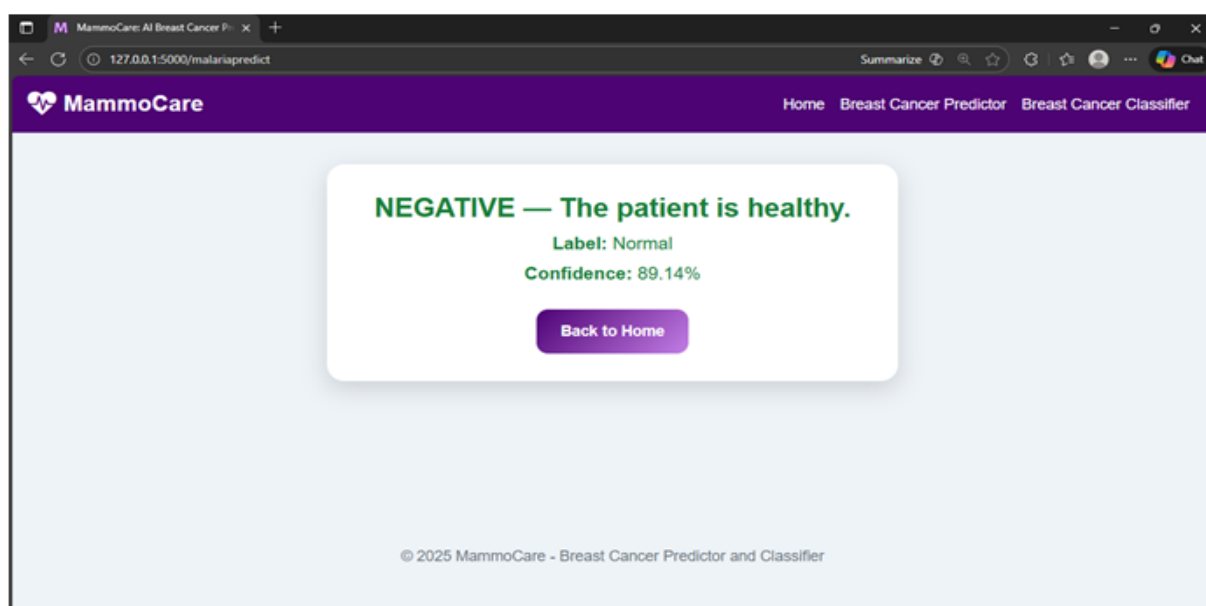 MammoCare: AI Breast Cancer Pr
127.0.0.1:5000/malariapredict
Summarize
Chat
MammoCare
Home Breast Cancer Predictor Breast Cancer Classifier
NEGATIVE — The patient is healthy.
Label: Normal
Confidence: 89.14%
Back to Home
© 2025 MammoCare - Breast Cancer Predictor and Classifier